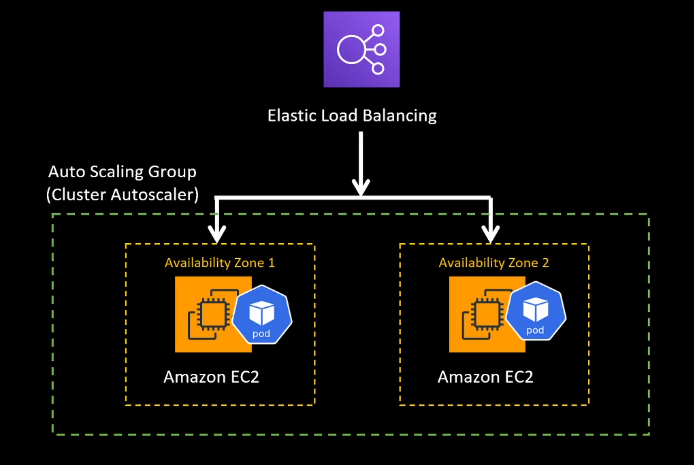 Elastic Load Balancing
Auto Scaling Group
(Cluster Autoscaler)
Availability Zone 1
pod
Amazon EC2
Availability Zone 2
pod
Amazon EC2